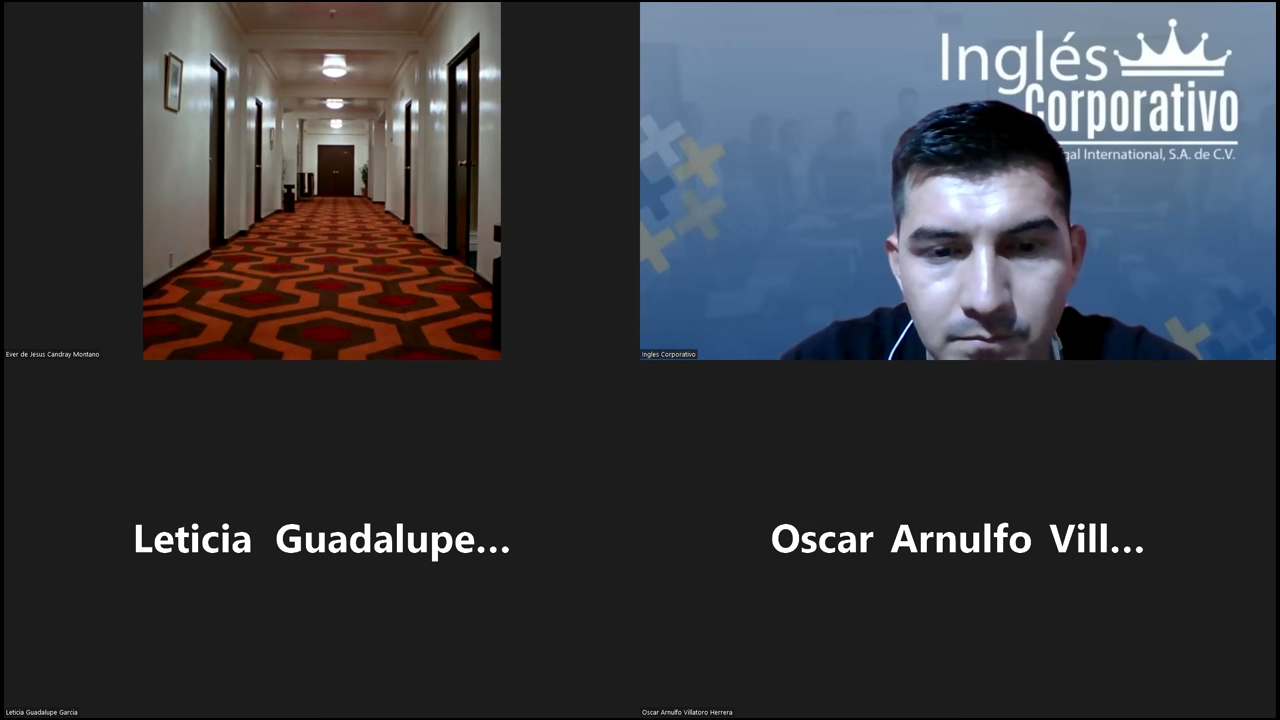 Inglés
Corporativo
gal International, S.A. de C.V.
Ever de Jesus Candray Montano
Ingles Corporativo
Leticia Guadalupe...
Oscar Arnulfo Vill...
Leticia Guadalupe Garcia
Oscar Arnulfo Villatoro Herrera